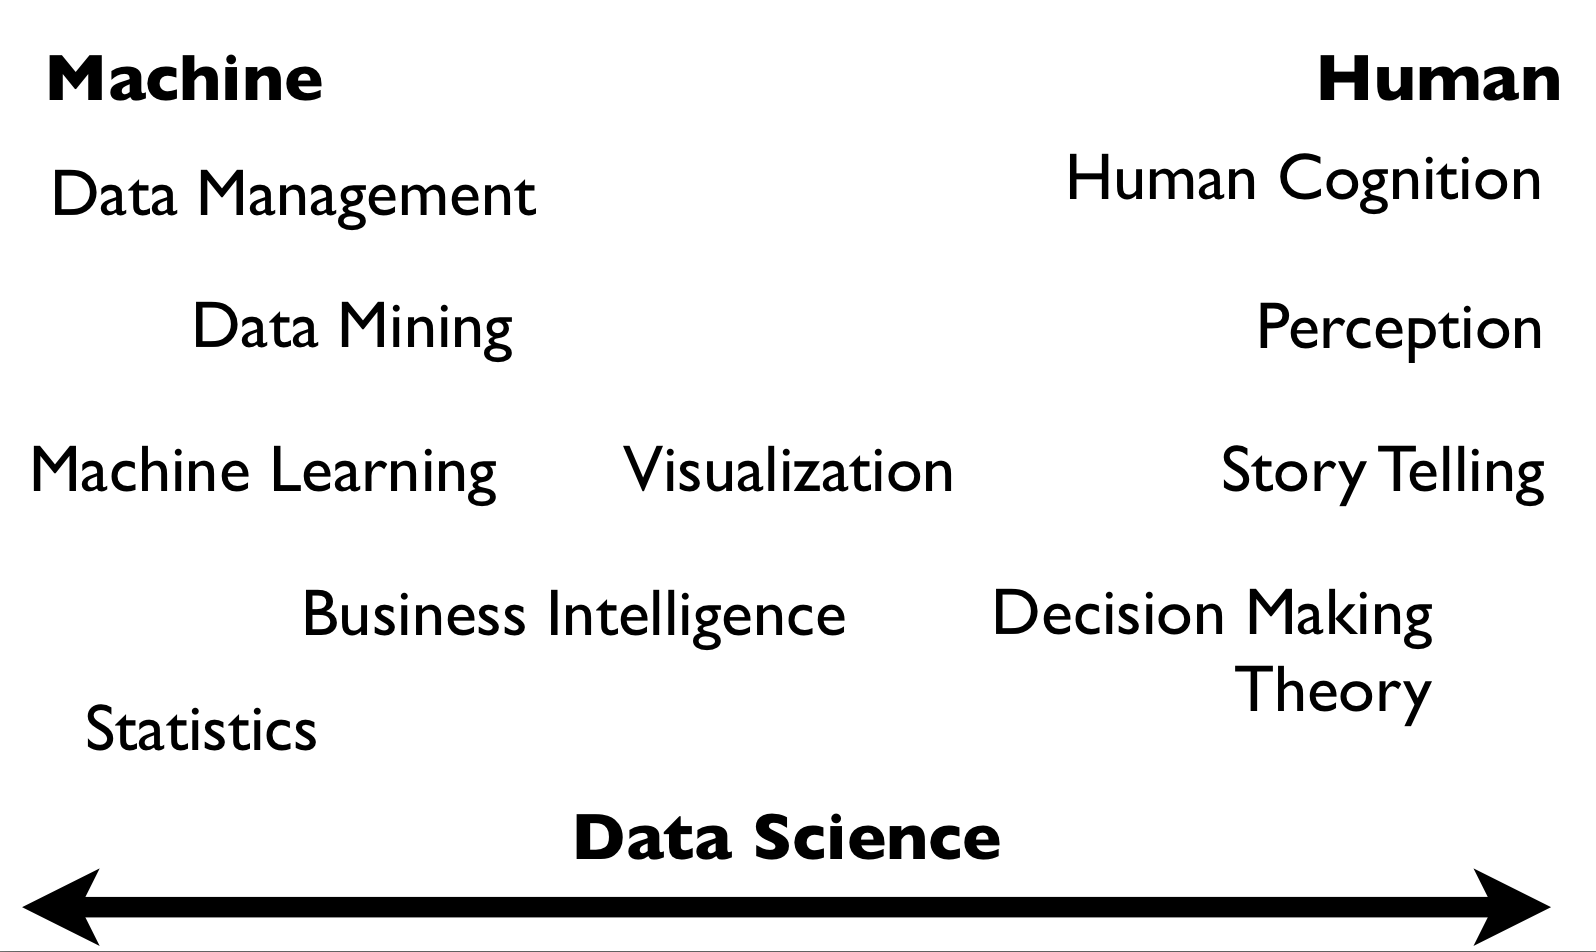 Machine
Human
Data Management
Human Cognition
Data Mining
Perception
Machine Learning
Visualization
Story Telling
Business Intelligence
Decision Making
Theory
Statistics
Data Science